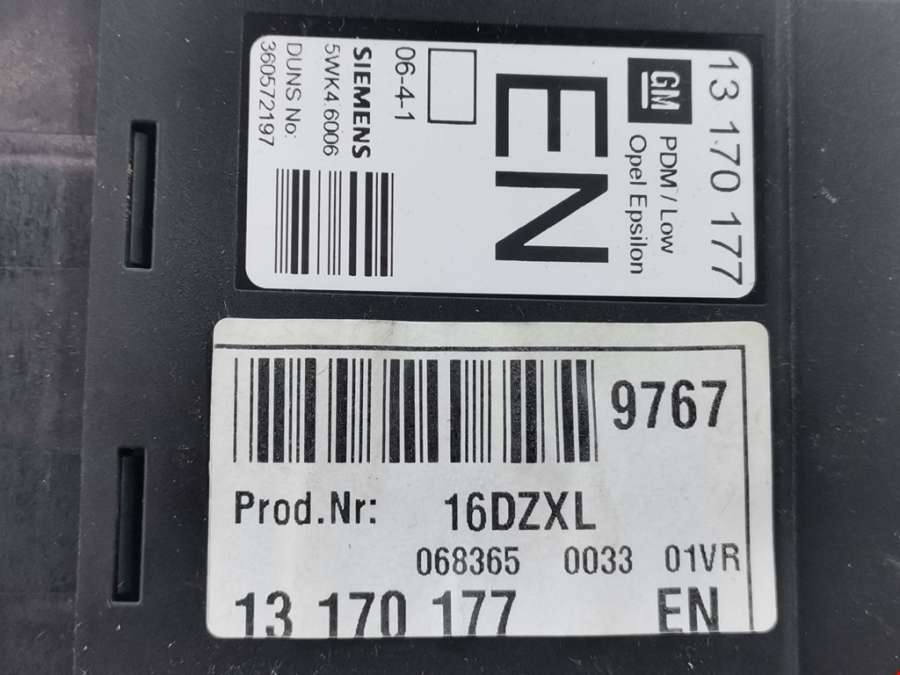 13 170 177
GM
PDM / Low
Opel Epsilon
EN
06-4-1
SIEMENS
5WK4 6006
DUNS No:
360572197
9767
Prod.Nr: 16DZXL
068365 0033 01VR
13 170 177 EN